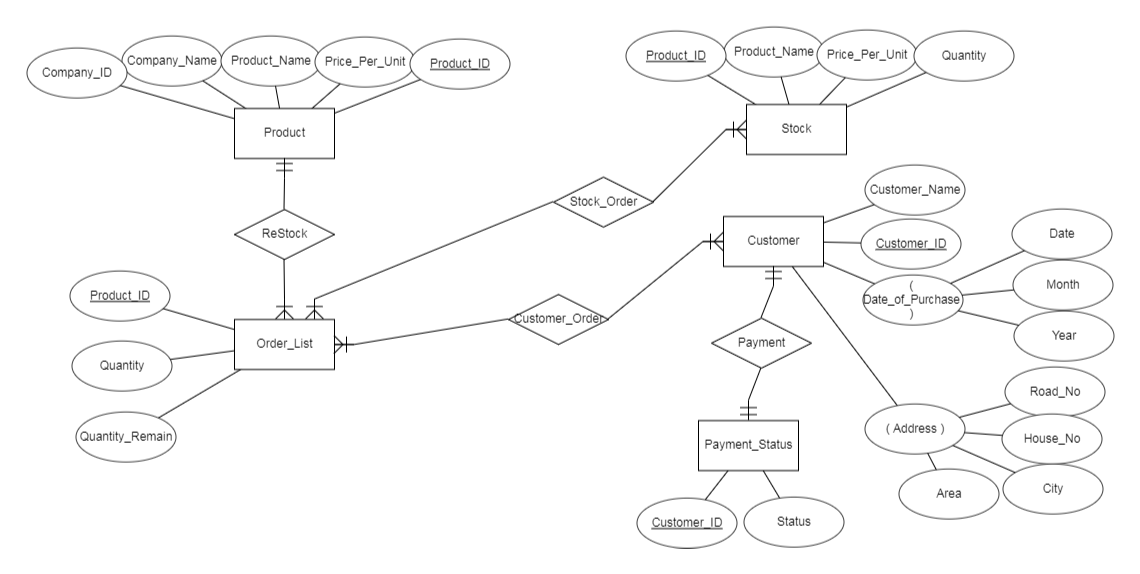 Company_ID
Company_Name
Product_Name
Price_Per_Unit
Product_ID
Product
Product_ID
Product_Name
Price_Per_Unit
Quantity
Stock
Stock_Order
ReStock
Customer_Name
Customer
Customer_ID
Date
(
Date_of_Purchase
)
Month
Year
Product_ID
Customer_Order
Order_List
Payment
Quantity
Quantity_Remain
Road_No
( Address )
House_No
Payment_Status
Area
City
Customer_ID
Status